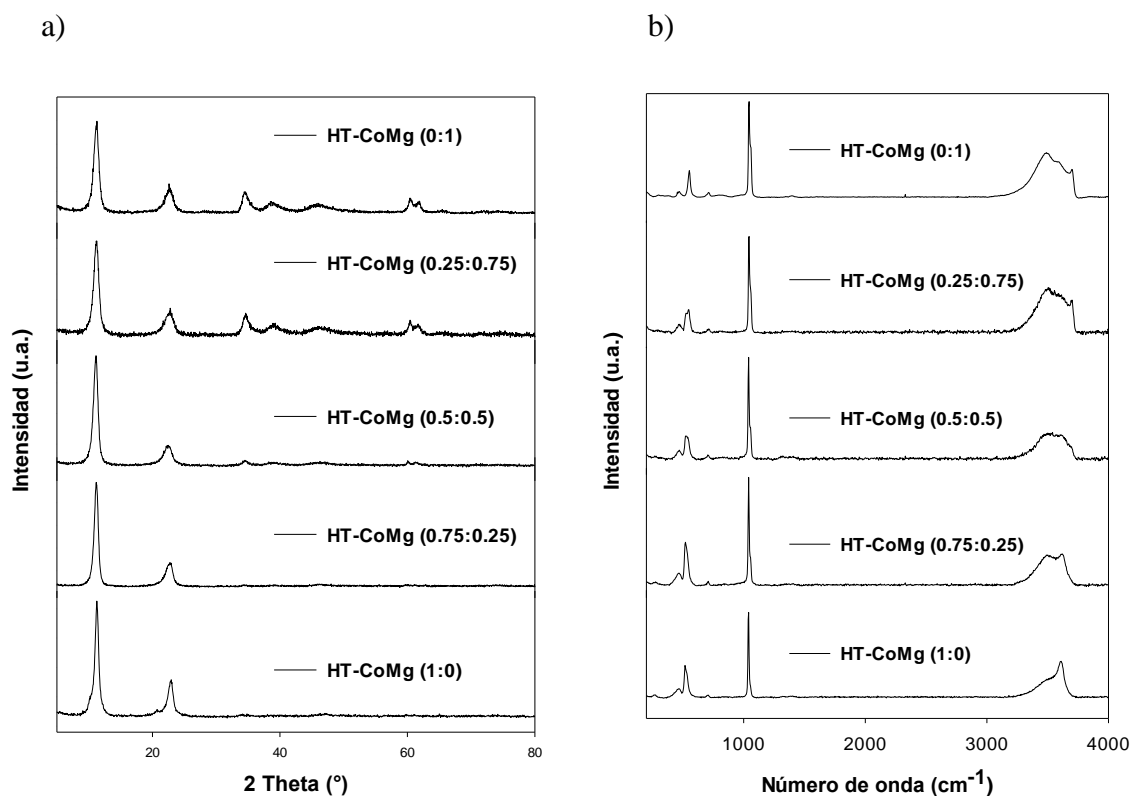 a)
b)
HT-CoMg (0:1)
HT-CoMg (0.25:0.75)
HT-CoMg (0.5:0.5)
HT-CoMg (0.75:0.25)
HT-CoMg (1:0)
Intensidad (u.a.)
20
40
60
80
2 Theta (°)
HT-CoMg (0:1)
HT-CoMg (0.25:0.75)
HT-CoMg (0.5:0.5)
HT-CoMg (0.75:0.25)
HT-CoMg (1:0)
Intensidad (u.a.)
1000
2000
3000
4000
Número de onda (cm-1)